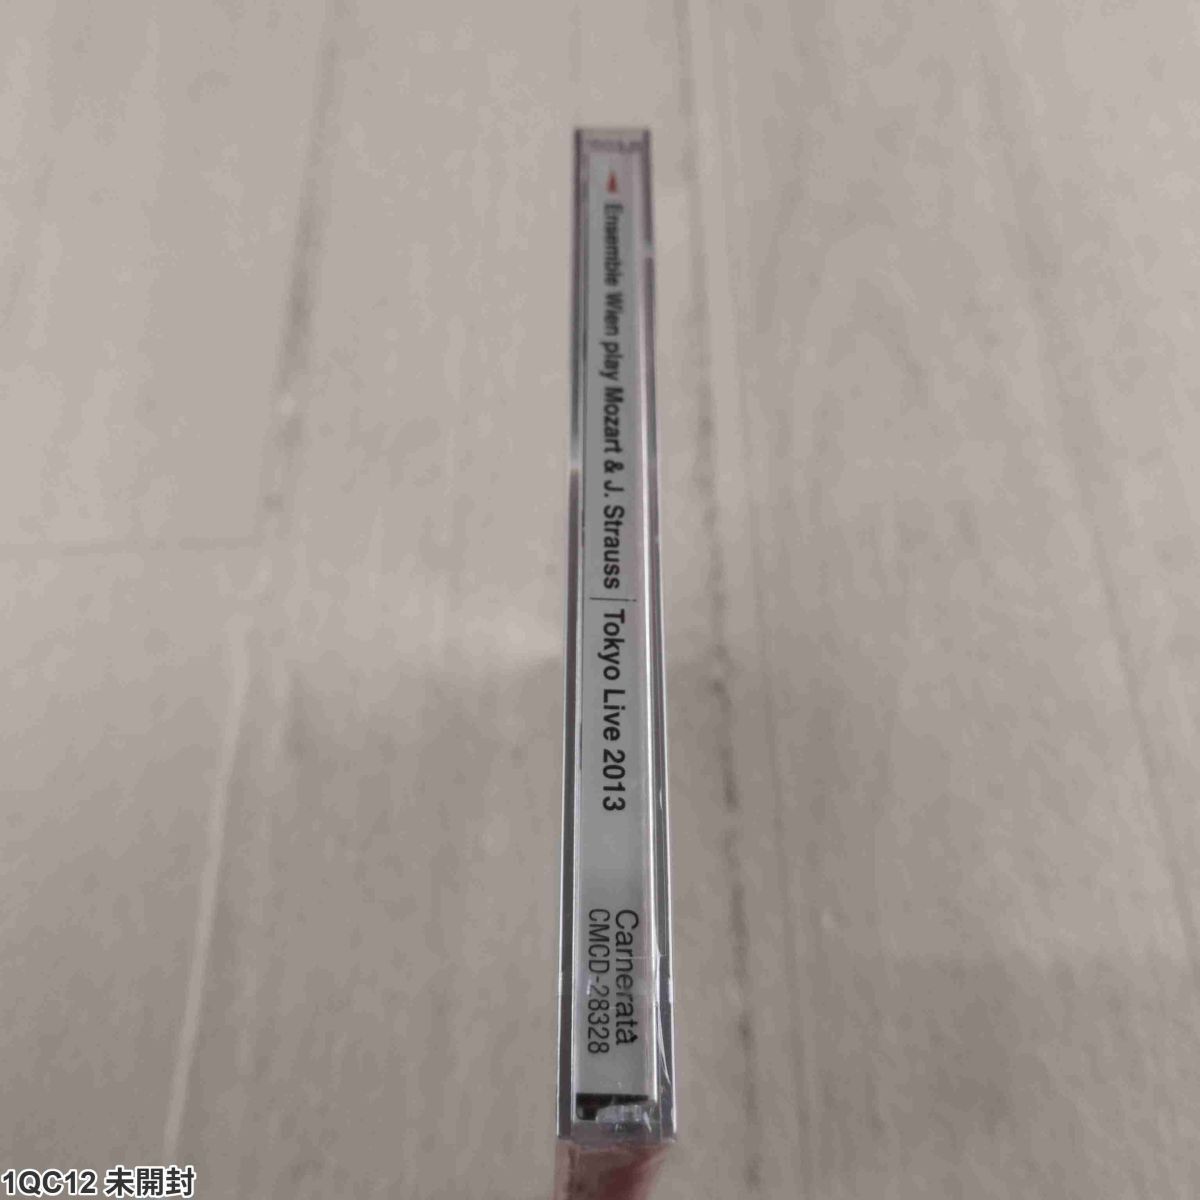 Ensemble Wien play Mozart & J. Strauss | Tokyo Live 2013
Camerata
CMCD-28328
1QC12 未開封